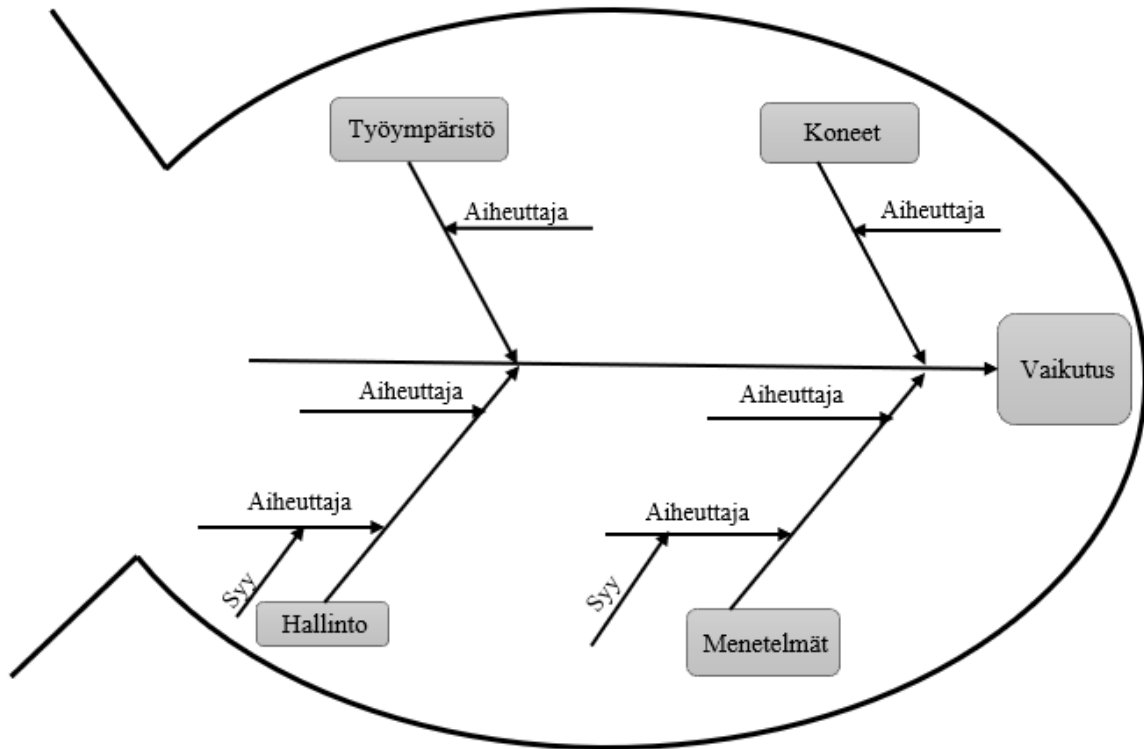 Työympäristö
Koneet
Aiheuttaja
Aiheuttaja
Vaikutus
Aiheuttaja
Aiheuttaja
Aiheuttaja
Aiheuttaja
Syy
Syy
Hallinto
Menetelmät